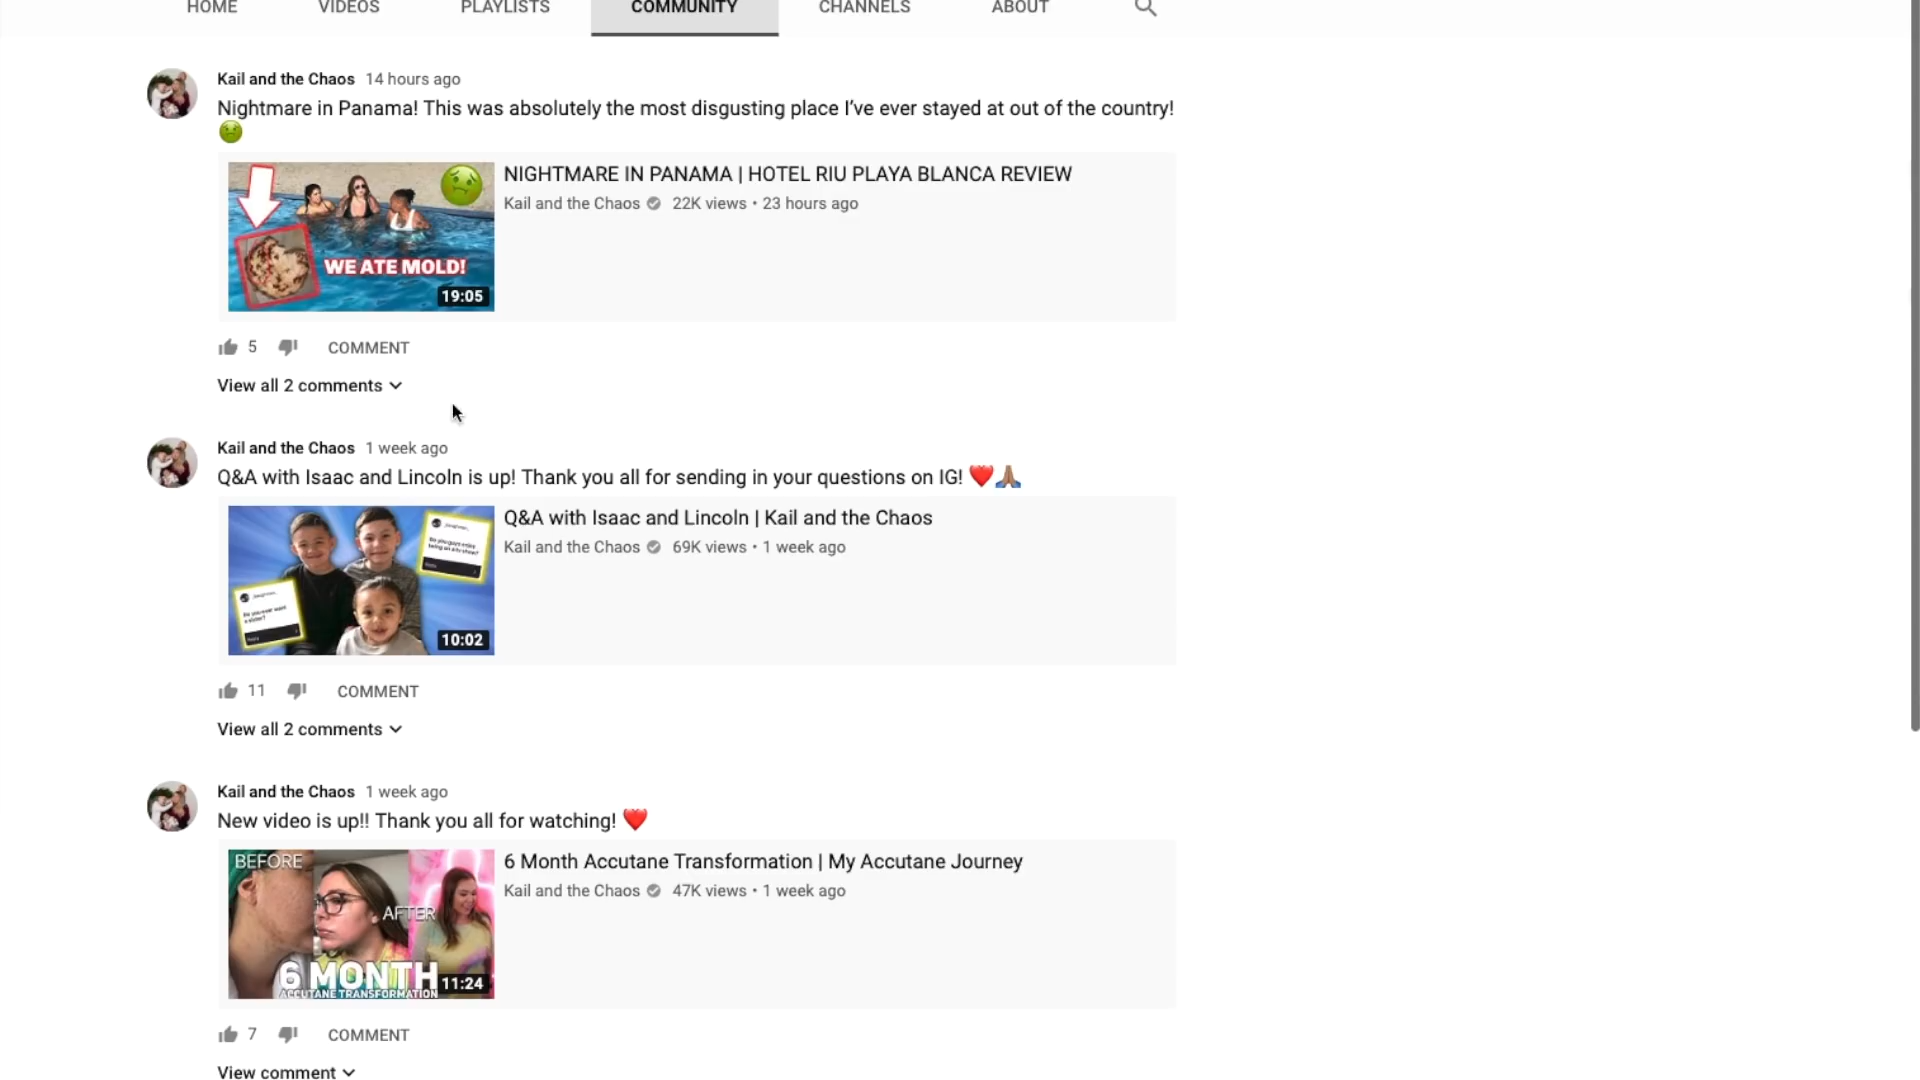 HOME VIDEOS PLAYLISTS COMMUNITY CHANNELS ABOUT
Kail and the Chaos 14 hours ago
Nightmare in Panama! This was absolutely the most disgusting place I've ever stayed at out of the country!
🤢
NIGHTMARE IN PANAMA | HOTEL RIU PLAYA BLANCA REVIEW
Kail and the Chaos 22K views • 23 hours ago
WE ATE MOLD!
19:05
5 COMMENT
View all 2 comments
Kail and the Chaos 1 week ago
Q&A with Isaac and Lincoln is up! Thank you all for sending in your questions on IG! ❤️🙏🏽
Q&A with Isaac and Lincoln | Kail and the Chaos
Kail and the Chaos 69K views • 1 week ago
10:02
11 COMMENT
View all 2 comments
Kail and the Chaos 1 week ago
New video is up!! Thank you all for watching! ❤️
BEFORE
6 Month Accutane Transformation | My Accutane Journey
Kail and the Chaos 47K views • 1 week ago
AFTER
6 MONTH
ACCUTANE TRANSFORMATION
11:24
7 COMMENT
View comment